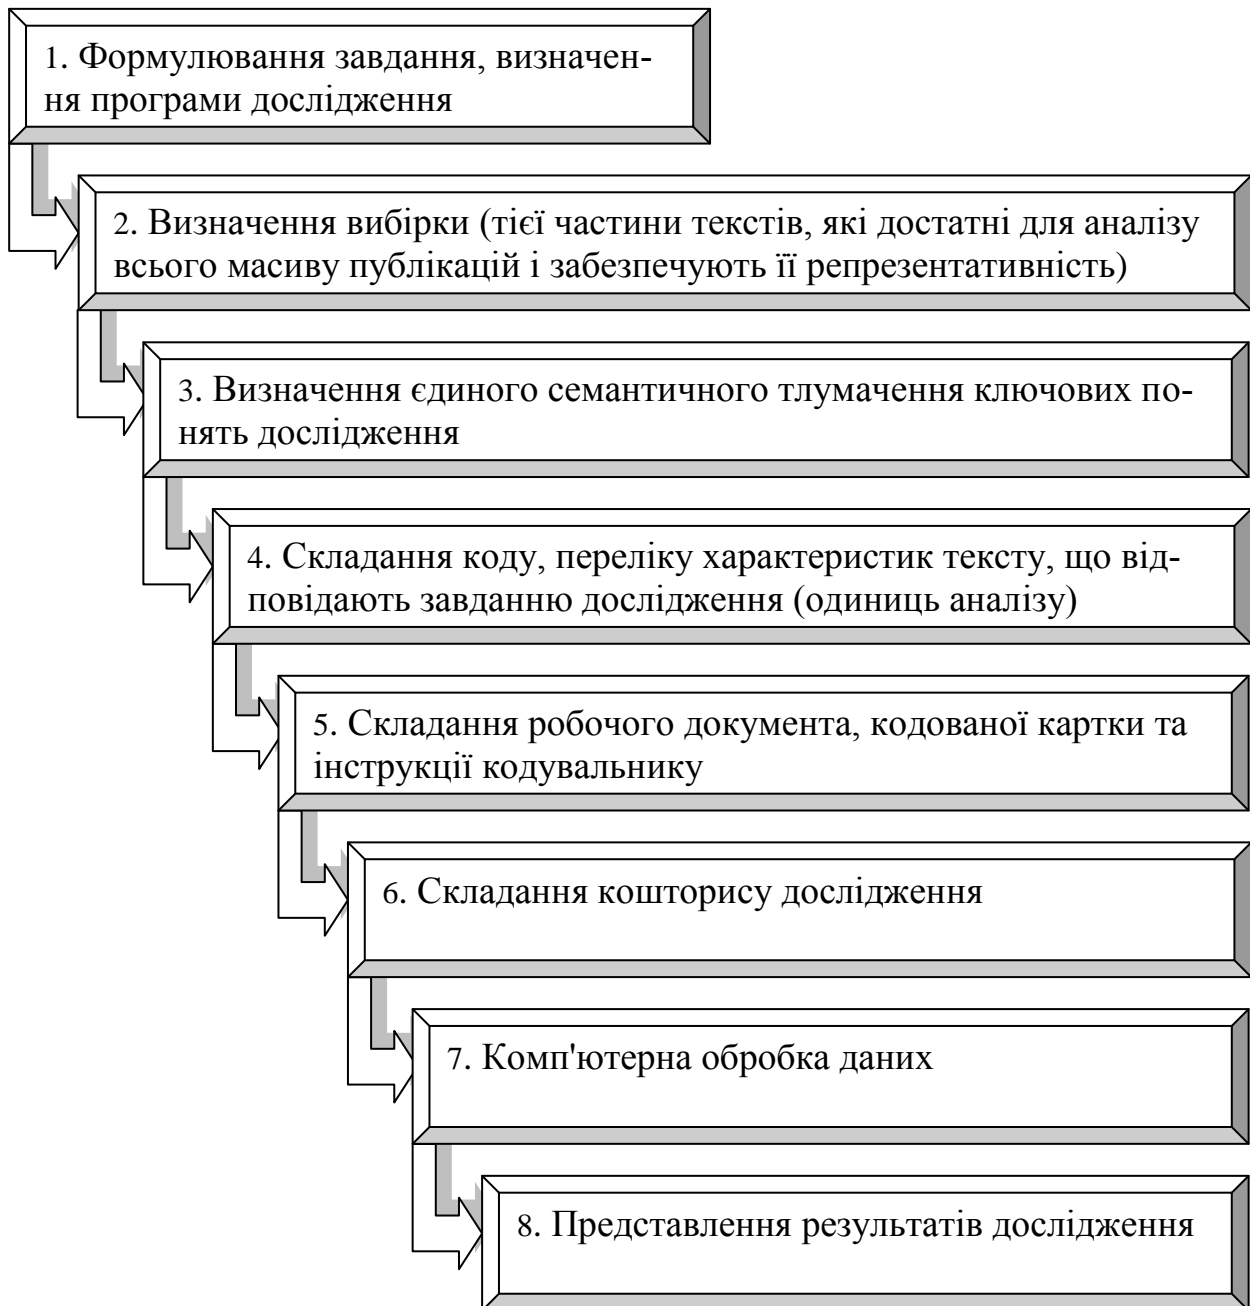 1. Формулювання завдання, визначен-
ня програми дослідження
2. Визначення вибірки (тієї частини текстів, які достатні для аналізу
всього масиву публікацій і забезпечують її репрезентативність)
3. Визначення єдиного семантичного тлумачення ключових по-
нять дослідження
4. Складання коду, переліку характеристик тексту, що від-
повідають завданню дослідження (одиниць аналізу)
5. Складання робочого документа, кодованої картки та
інструкції кодувальнику
6. Складання кошторису дослідження
7. Комп'ютерна обробка даних
8. Представлення результатів дослідження